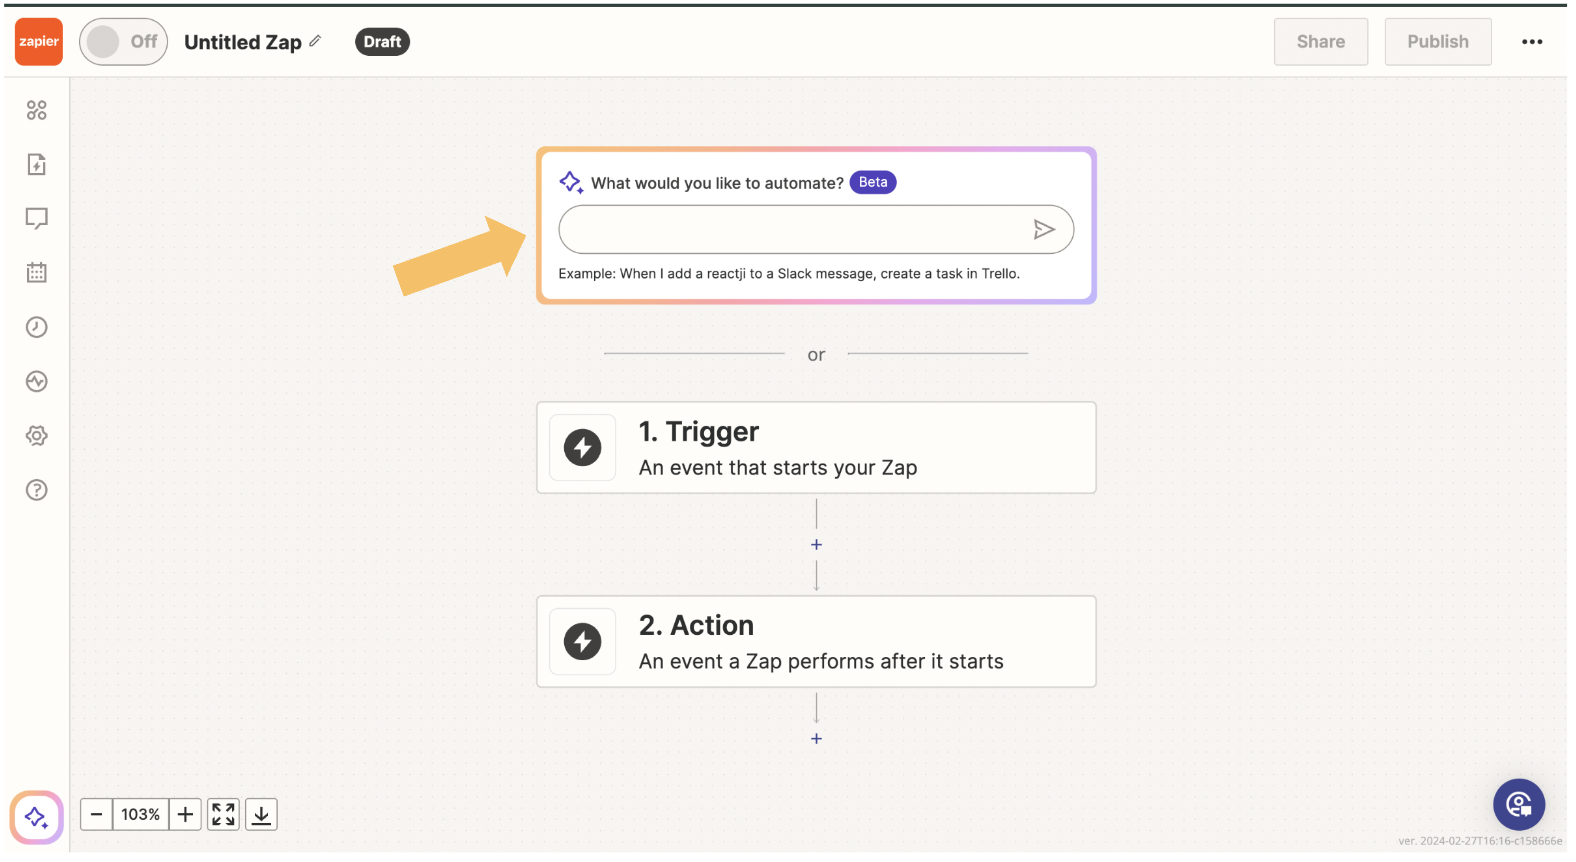 zapier
Off
Untitled Zap
Draft
Share
Publish
What would you like to automate? Beta
Example: When I add a reactji to a Slack message, create a task in Trello.
or
1. Trigger
An event that starts your Zap
2. Action
An event a Zap performs after it starts
103%
ver. 2024-02-27T16:16-c158666e